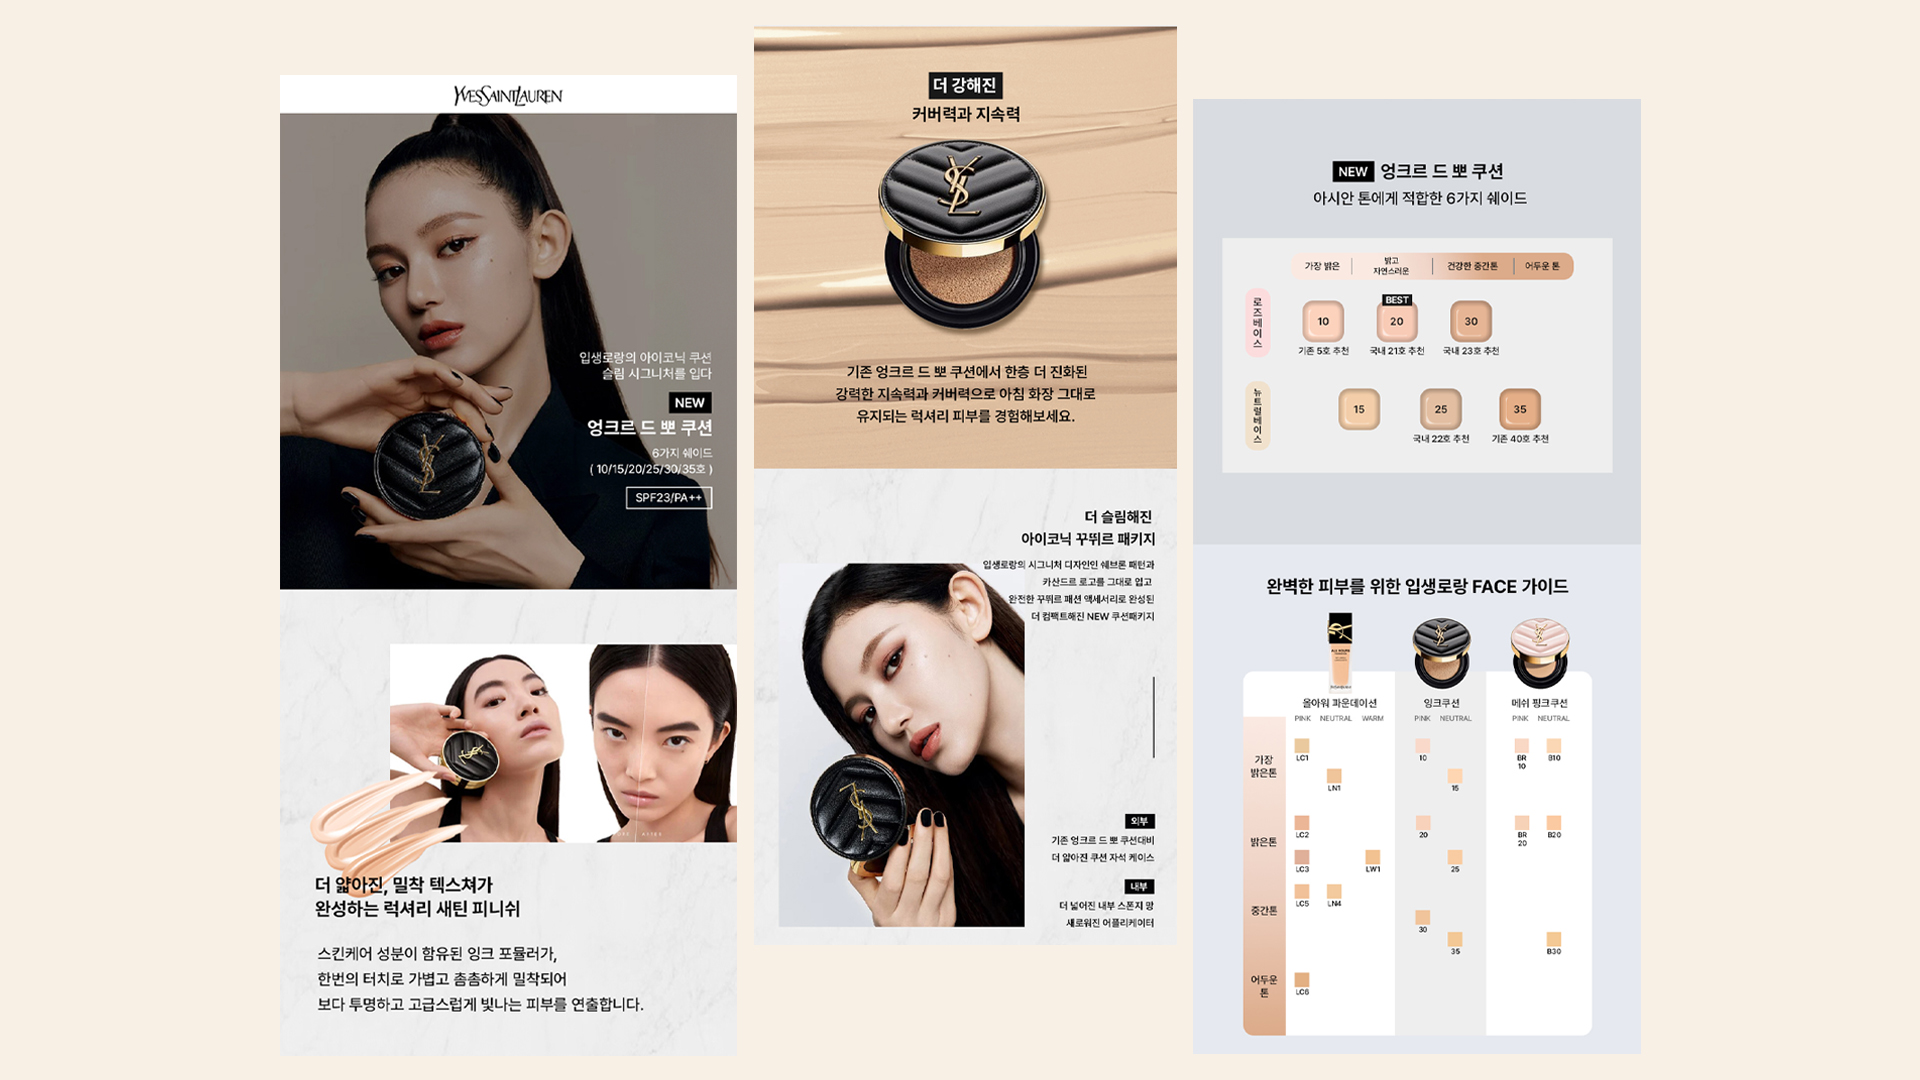 YVESSAINTLAUREN
입생로랑의 아이코닉 쿠션
슬림 시그니처를 입다
NEW
엉크르 드 뽀 쿠션
6가지 쉐이드
( 10/15/20/25/30/35호 )
SPF23/PA++
더 얇아진, 밀착 텍스쳐가
완성하는 럭셔리 새틴 피니쉬
스킨케어 성분이 함유된 잉크 포뮬러가,
한번의 터치로 가볍고 촘촘하게 밀착되어
보다 투명하고 고급스럽게 빛나는 피부를 연출합니다.
더 강해진
커버력과 지속력
기존 엉크르 드 뽀 쿠션에서 한층 더 진화된
강력한 지속력과 커버력으로 아침 화장 그대로
유지되는 럭셔리 피부를 경험해보세요.
더 슬림해진
아이코닉 꾸뛰르 패키지
입생로랑의 시그니처 디자인인 쉐브론 패턴과
카산드르 로고를 그대로 업고
완전한 꾸뛰르 패션 액세서리로 완성된
더 컴팩트해진 NEW 쿠션패키지
외부
기존 엉크르 드 뽀 쿠션대비
더 얇아진 쿠션 자석 케이스
내부
더 넓어진 내부 스폰지 망
새로워진 어플리케이터
NEW 엉크르 드 뽀 쿠션
아시안 톤에게 적합한 6가지 쉐이드
가장 밝은
밝고
자연스러운
건강한 중간톤
어두운 톤
로즈베이스
BEST
10
20
30
기존 5호 추천
국내 21호 추천
국내 23호 추천
뉴트럴베이스
15
25
35
국내 22호 추천
기존 40호 추천
완벽한 피부를 위한 입생로랑 FACE 가이드
올아워 파운데이션
잉크쿠션
메쉬 핑크쿠션
PINK NEUTRAL WARM
PINK NEUTRAL
PINK NEUTRAL
가장
밝은톤
LC1
10
BR
10
B10
LN1
15
밝은톤
LC2
20
BR
20
B20
LC3
LW1
25
중간톤
LC5
LN4
30
35
B30
어두운
톤
LC6